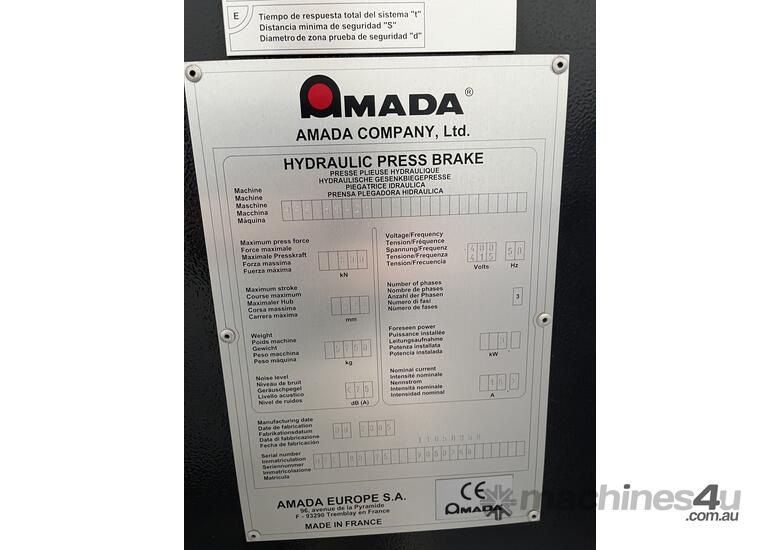 E
Tiempo de respuesta total del sistema "t"
Distancia minima de seguridad "S"
Diametro de zona prueba de seguridad "d"
AMADA®
AMADA COMPANY, Ltd.
HYDRAULIC PRESS BRAKE
PRESSE PLIEUSE HYDRAULIQUE
HYDRAULISCHE GESENKBIEGEPRESSE
PIEGATRICE IDRAULICA
PRENSA PLEGADORA HIDRAULICA
Machine
Machine
Maschine
Macchina
Máquina
Maximum press force
Force maximale
Maximale Presskraft
Forza massima
Fuerza máxima
kN
Voltage/Frequency
Tension/Fréquence
Spannung/Frequenz
Tensione/Frequenza
Tensión/Frecuencia
400
415
Volts
50
Hz
Maximum stroke
Course maximum
Maximaler Hub
Corsa massima
Carrera máxima
mm
Number of phases
Nombre de phases
Anzahl der Phasen
Numero di fasi
Número de fases
3
Weight
Poids machine
Gewicht
Peso macchina
Peso máquina
5750
kg
Foreseen power
Puissance installée
Leitungsaufnahme
Potenza installata
Potencia instalada
kW
Noise level
Niveau de bruit
Geräuschpegel
Livello acustico
Nivel de ruidos
<75
dB (A)
Nominal current
Intensité nominale
Nennstrom
Intensità nominale
Intensidad nominal
A
Manufacturing date
Date de fabrication
Fabrikationsdatum
Data di fabbricazione
Fecha de fabricación
2005
Serial number
Immatriculation
Seriennummer
Immatricolazione
Matricula
AMADA EUROPE S.A.
96, avenue de la Pyramide
F - 93290 Tremblay en France
MADE IN FRANCE
CE
AMADA
machines4u
.com.au